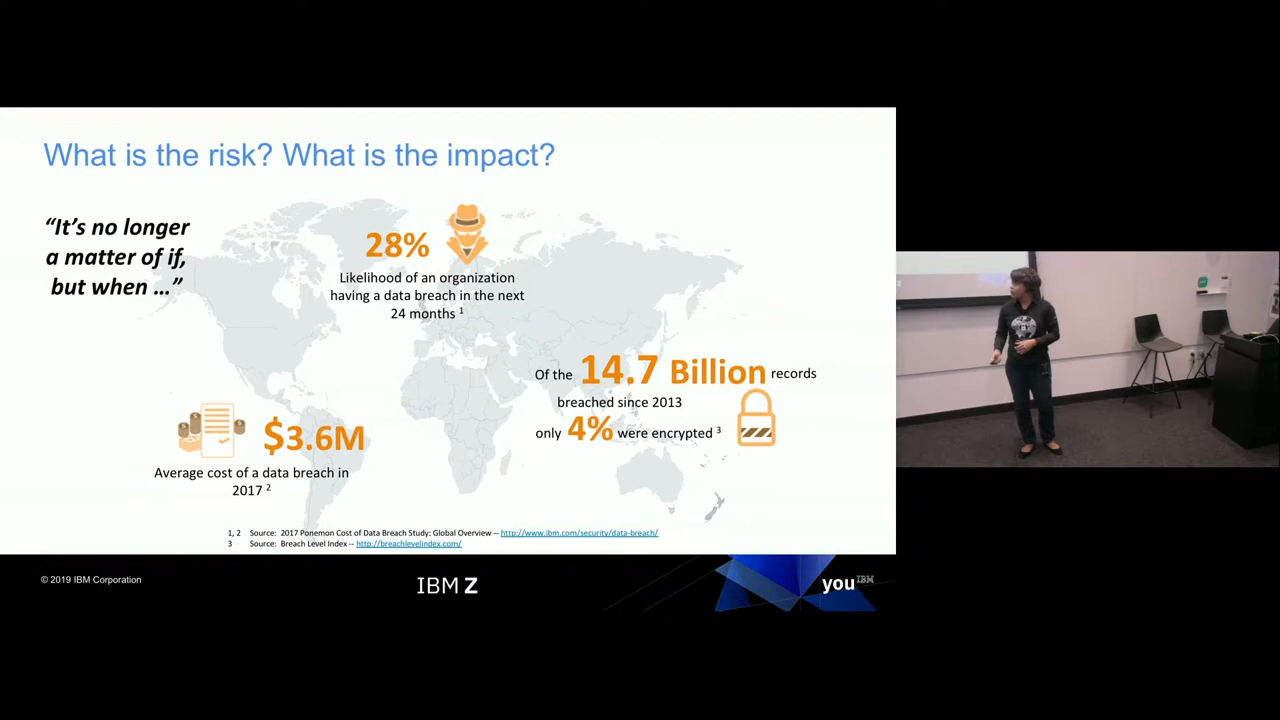 What is the risk? What is the impact?
“It’s no longer
a matter of if,
but when …”
28%
Likelihood of an organization
having a data breach in the next
24 months 1
Of the 14.7 Billion records
breached since 2013
only 4% were encrypted 3
$3.6M
Average cost of a data breach in
2017 2
1, 2 Source: 2017 Ponemon Cost of Data Breach Study: Global Overview -- http://www.ibm.com/security/data-breach/
3 Source: Breach Level Index -- http://breachlevelindex.com/
© 2019 IBM Corporation
IBM Z
you IBM